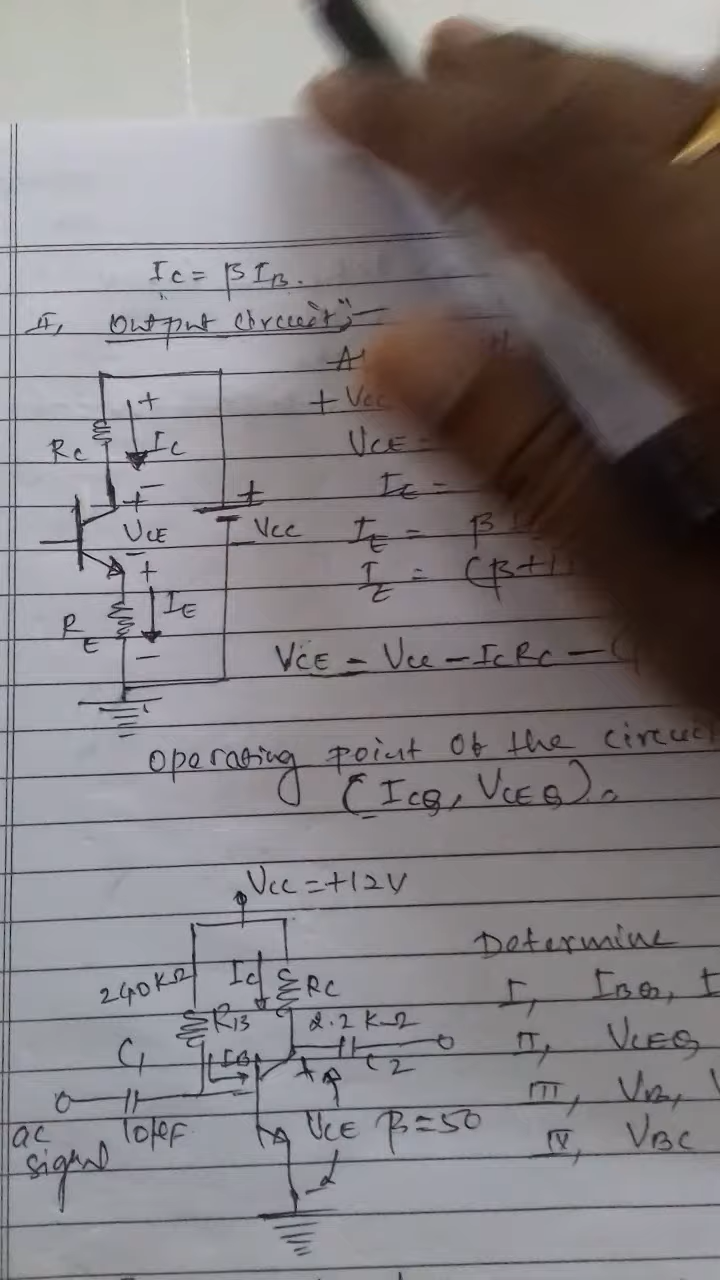 Ic = β IB.
II, Output circuit;—
+ Vcc
Rc + Ic
VCE =
-
IE =
+ VCE - +
Vcc
IE = β
+
IE = (β+1
RE IE
-
VCE = Vcc - IcRc - (
operating point of the circuit
(ICQ, VCEQ).
Vcc = +12V
Determine
240KΩ Ic Rc
I, IBQ, I
RB 2.2 KΩ
C1 IB C2
II, VCEQ
+
III, VB, V
ac 10μF VCE β=50
signal
IV, VBC
-